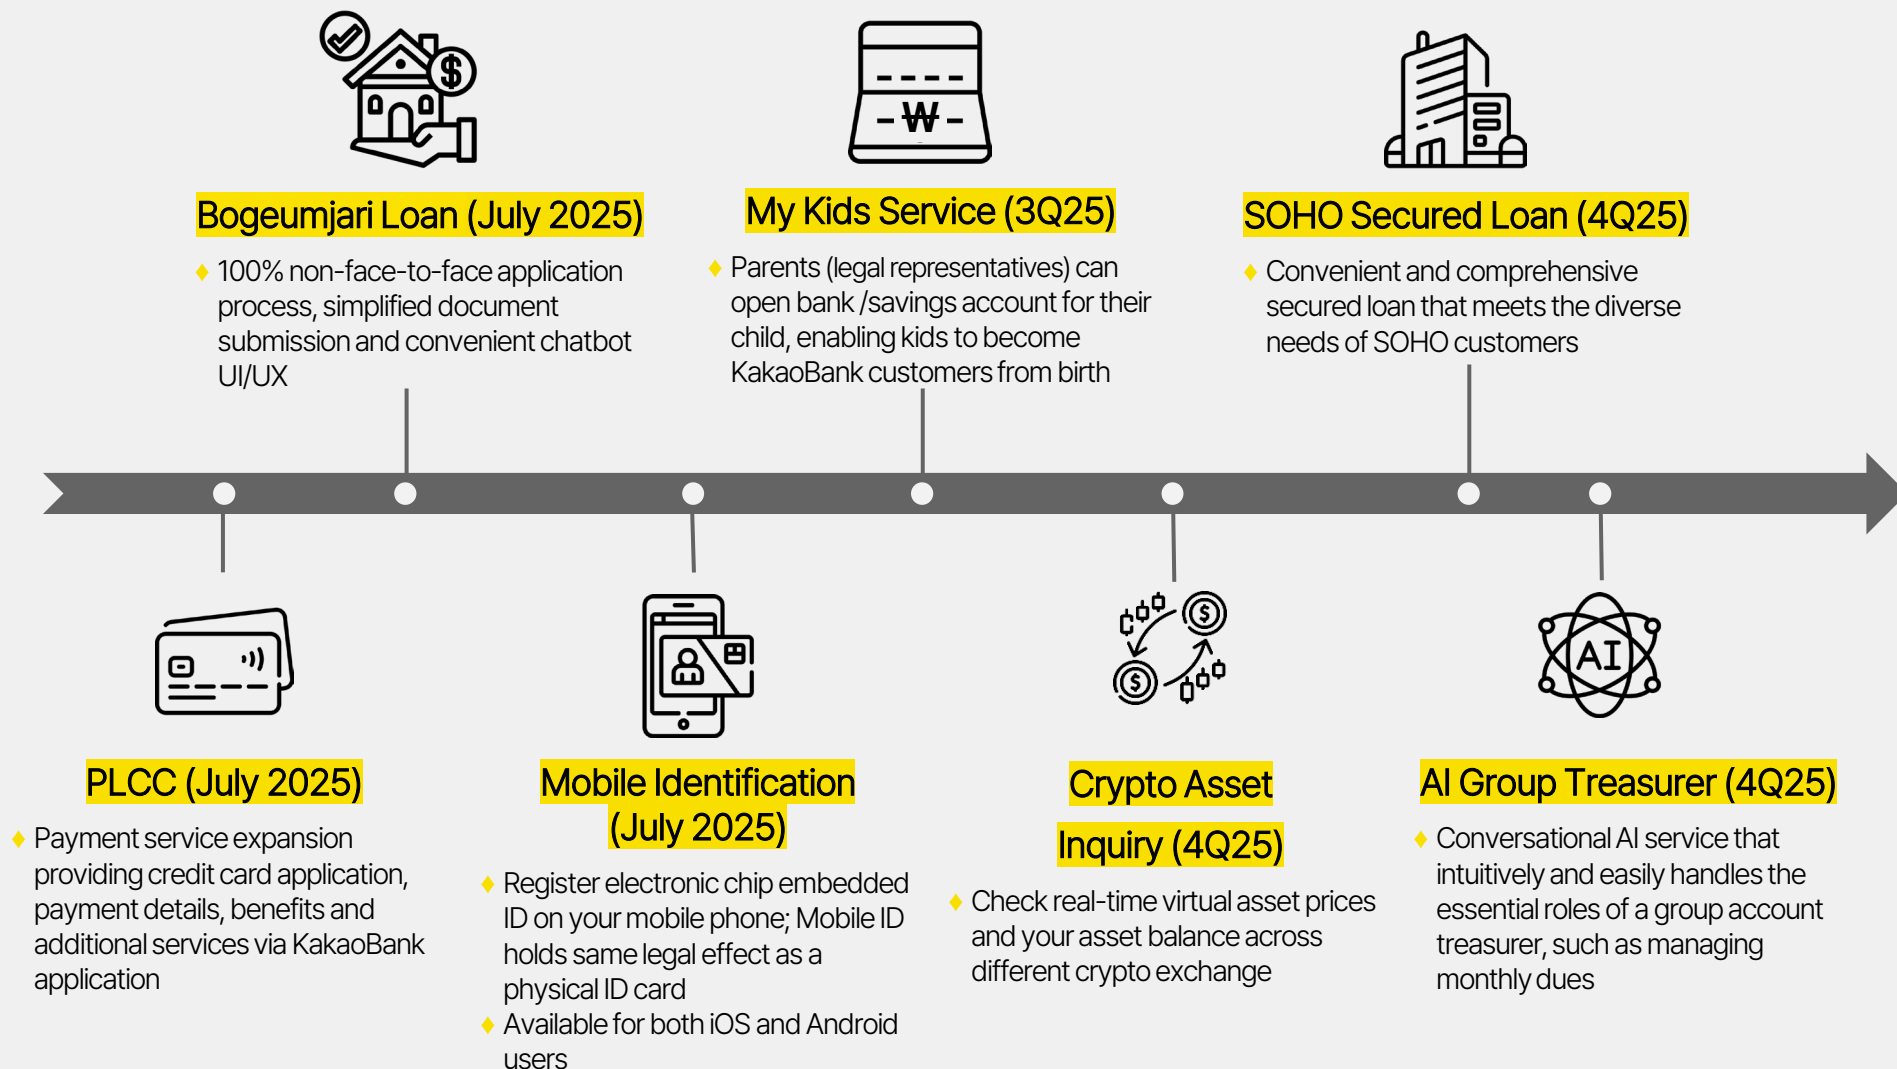 Bogeumjari Loan (July 2025)
♦ 100% non-face-to-face application
process, simplified document
submission and convenient chatbot
UI/UX
₩
My Kids Service (3Q25)
♦ Parents (legal representatives) can
open bank /savings account for their
child, enabling kids to become
KakaoBank customers from birth
SOHO Secured Loan (4Q25)
♦ Convenient and comprehensive
secured loan that meets the diverse
needs of SOHO customers
PLCC (July 2025)
♦ Payment service expansion
providing credit card application,
payment details, benefits and
additional services via KakaoBank
application
Mobile Identification
(July 2025)
♦ Register electronic chip embedded
ID on your mobile phone; Mobile ID
holds same legal effect as a
physical ID card
♦ Available for both iOS and Android
users
Crypto Asset
Inquiry (4Q25)
♦ Check real-time virtual asset prices
and your asset balance across
different crypto exchange
AI
AI Group Treasurer (4Q25)
♦ Conversational AI service that
intuitively and easily handles the
essential roles of a group account
treasurer, such as managing
monthly dues